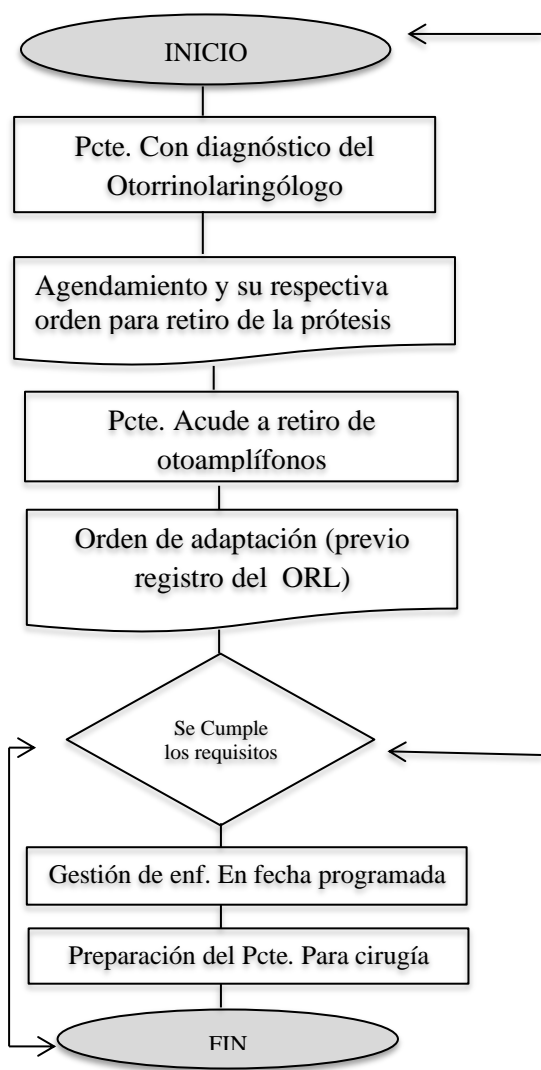 INICIO
Pcte. Con diagnóstico del
Otorrinolaringólogo
Agendamiento y su respectiva
orden para retiro de la prótesis
Pcte. Acude a retiro de
otoamplífonos
Orden de adaptación (previo
registro del ORL)
Se Cumple
los requisitos
Gestión de enf. En fecha programada
Preparación del Pcte. Para cirugía
FIN